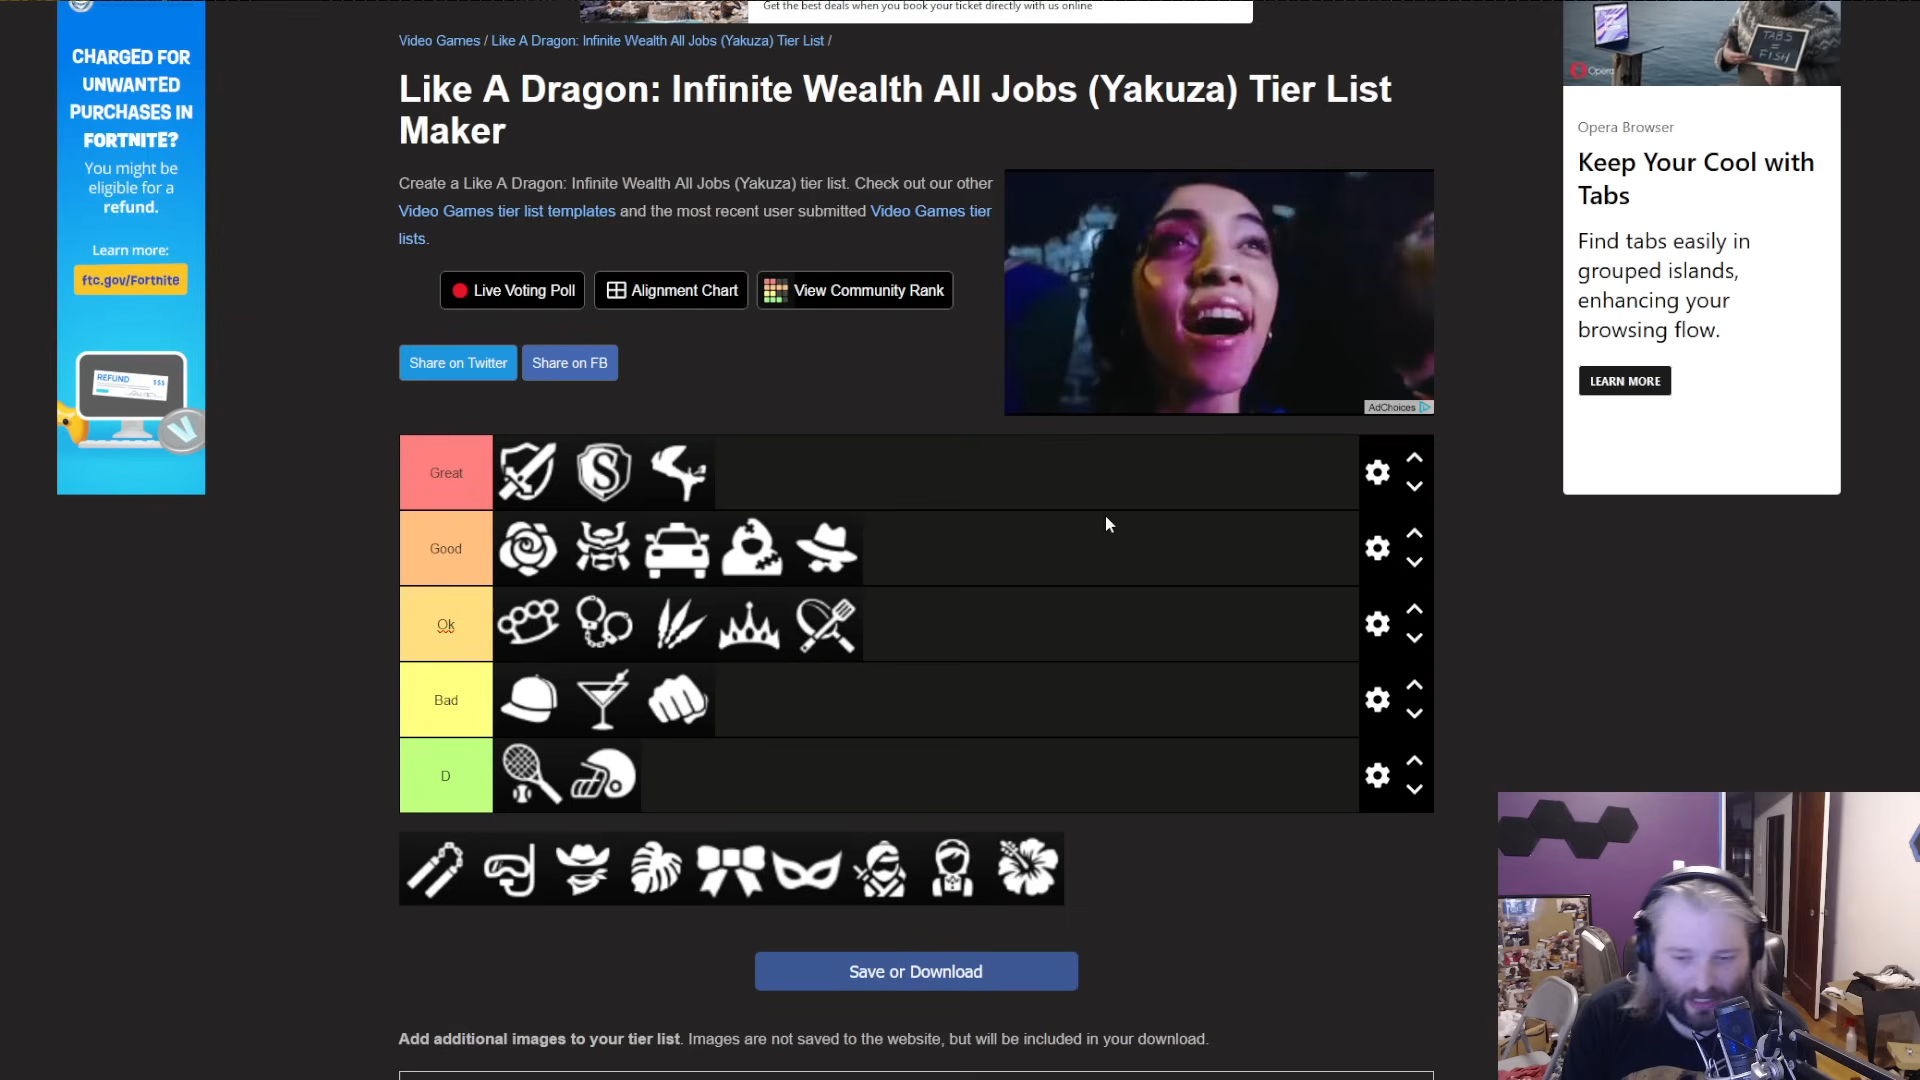 Get the best deals when you book your ticket directly with us online
CHARGED FOR
UNWANTED
PURCHASES IN
FORTNITE?
You might be
eligible for a
refund.
Learn more:
ftc.gov/Fortnite
REFUND
$$$
V
Video Games / Like A Dragon: Infinite Wealth All Jobs (Yakuza) Tier List /
Like A Dragon: Infinite Wealth All Jobs (Yakuza) Tier List
Maker
Create a Like A Dragon: Infinite Wealth All Jobs (Yakuza) tier list. Check out our other
Video Games tier list templates and the most recent user submitted Video Games tier
lists.
Live Voting Poll
Alignment Chart
View Community Rank
Share on Twitter
Share on FB
AdChoices
TABS
=
FISH
Opera
Opera Browser
Keep Your Cool with
Tabs
Find tabs easily in
grouped islands,
enhancing your
browsing flow.
LEARN MORE
Great
S
Good
Ok
Bad
D
Save or Download
Add additional images to your tier list. Images are not saved to the website, but will be included in your download.